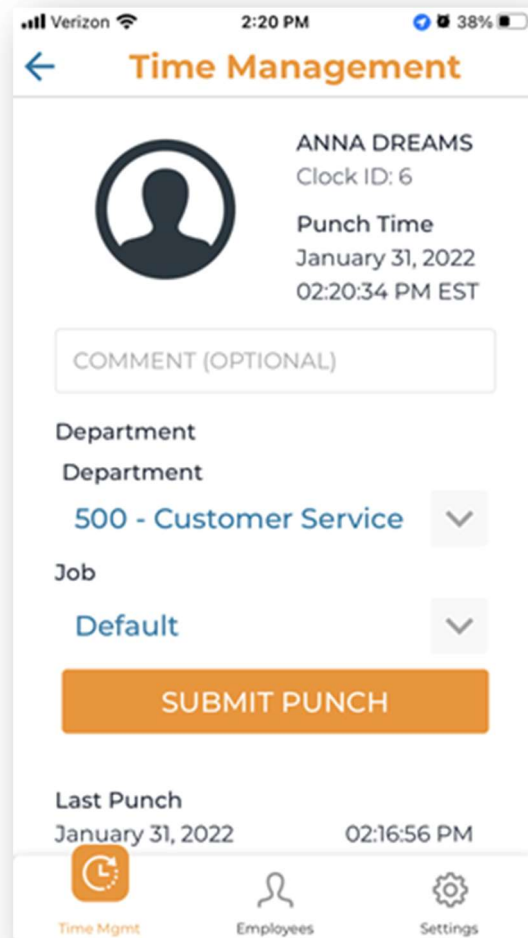 Verizon 2:20 PM 38%
Time Management
ANNA DREAMS
Clock ID: 6
Punch Time
January 31, 2022
02:20:34 PM EST
COMMENT (OPTIONAL)
Department
Department
500 - Customer Service
Job
Default
SUBMIT PUNCH
Last Punch
January 31, 2022 02:16:56 PM
Time Mgmt Employees Settings